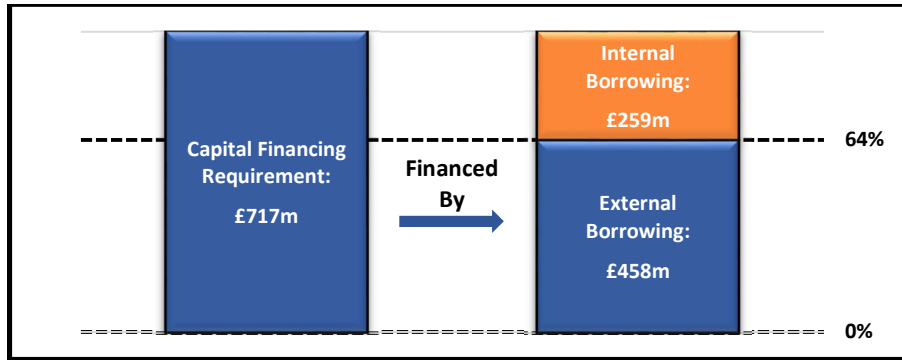 Capital Financing
Requirement:
£717m
Financed
By
Internal
Borrowing:
£259m
External
Borrowing:
£458m
64%
0%